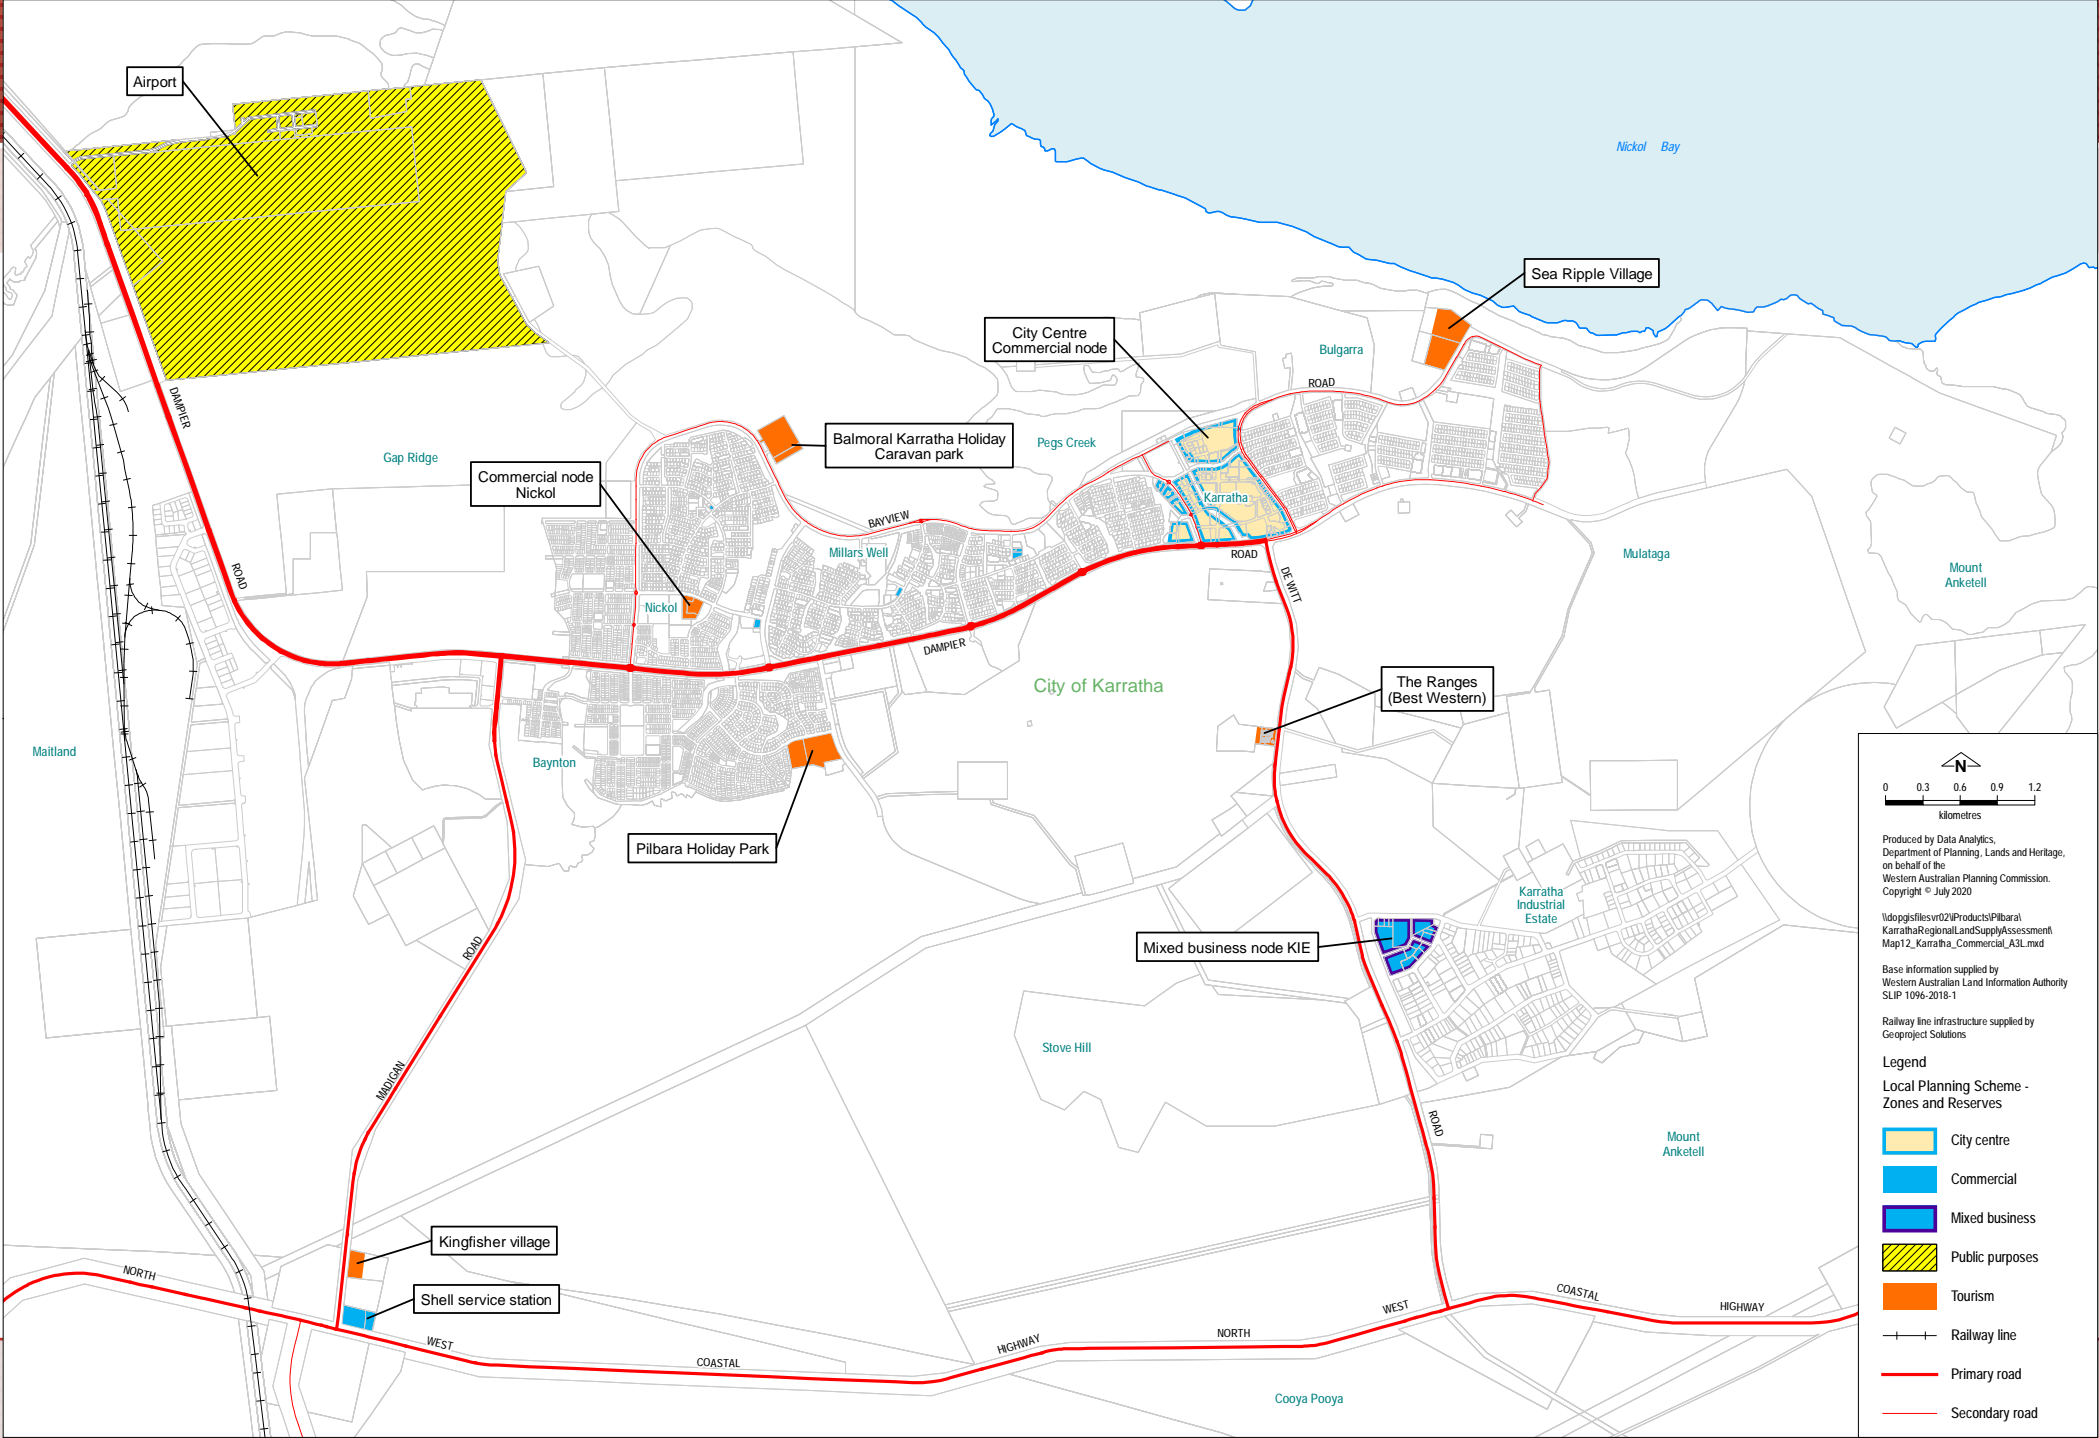 Airport
Nickol Bay
Sea Ripple Village
City Centre
Commercial node
Bulgarra
ROAD
DAMPIER
Balmoral Karratha Holiday
Caravan park
Pegs Creek
Gap Ridge
Commercial node
Nickol
Karratha
BAYVIEW
Millars Well
ROAD
Mulataga
Mount
Anketell
ROAD
DE WITT
Nickol
DAMPIER
City of Karratha
The Ranges
(Best Western)
Maitland
Baynton
Pilbara Holiday Park
Karratha
Industrial
Estate
Mixed business node KIE
ROAD
Stove Hill
MADIGAN
ROAD
Mount
Anketell
Kingfisher village
NORTH
Shell service station
COASTAL
HIGHWAY
WEST
NORTH
HIGHWAY
WEST
COASTAL
Cooya Pooya
N
0 0.3 0.6 0.9 1.2
kilometres
Produced by Data Analytics,
Department of Planning, Lands and Heritage,
on behalf of the
Western Australian Planning Commission.
Copyright © July 2020
\\dopgisfilesvr02\iProducts\Pilbara\
KarrathaRegionalLandSupplyAssessment\
Map12_Karratha_Commercial_A3L.mxd
Base information supplied by
Western Australian Land Information Authority
SLIP 1096-2018-1
Railway line infrastructure supplied by
Geoproject Solutions
Legend
Local Planning Scheme -
Zones and Reserves
City centre
Commercial
Mixed business
Public purposes
Tourism
Railway line
Primary road
Secondary road